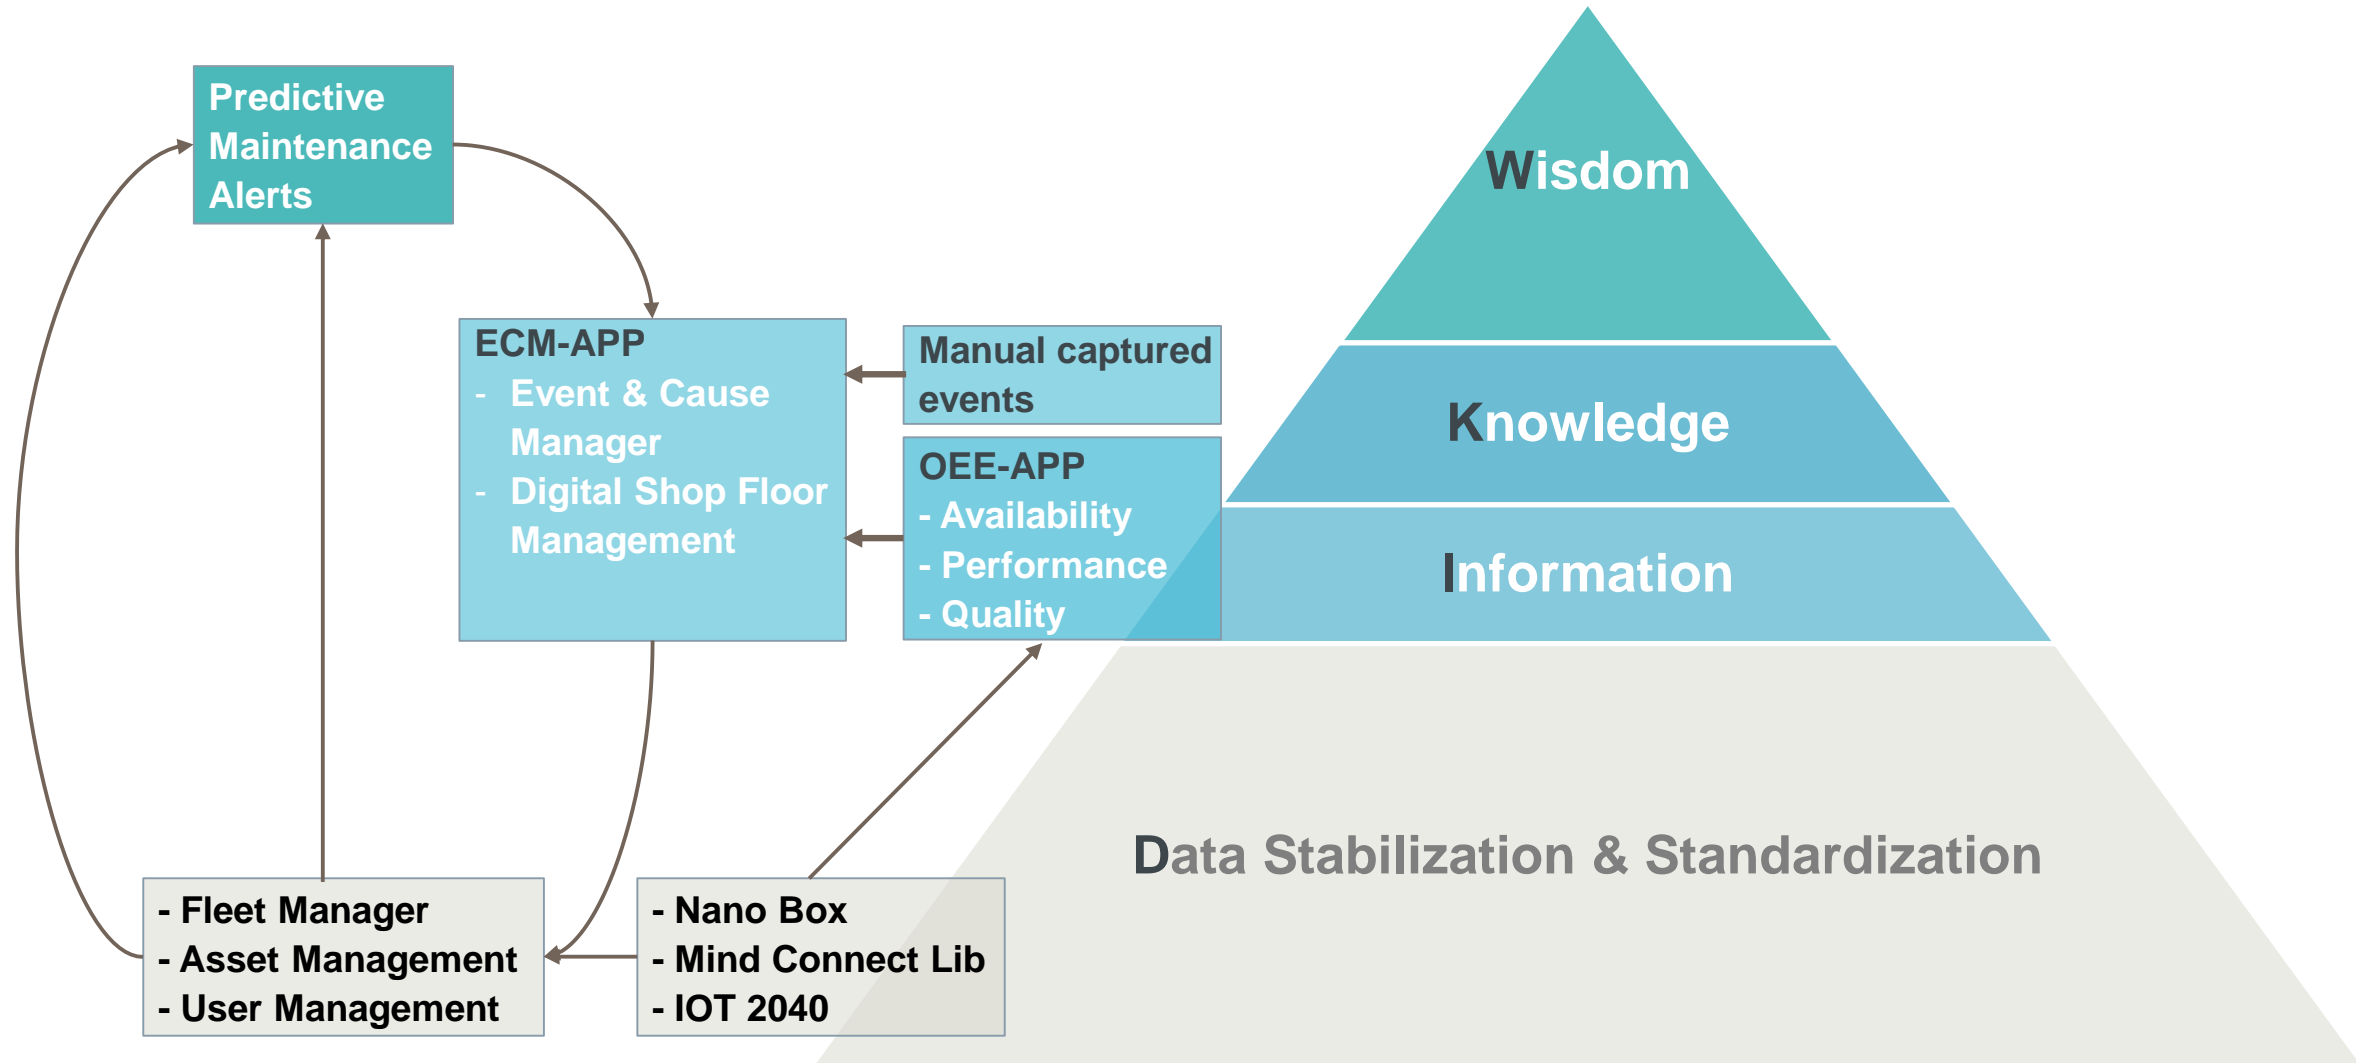 Predictive
Maintenance
Alerts
ECM-APP
- Event & Cause
Manager
- Digital Shop Floor
Management
Manual captured
events
OEE-APP
- Availability
- Performance
- Quality
- Fleet Manager
- Asset Management
- User Management
- Nano Box
- Mind Connect Lib
- IOT 2040
Wisdom
Knowledge
Information
Data Stabilization & Standardization